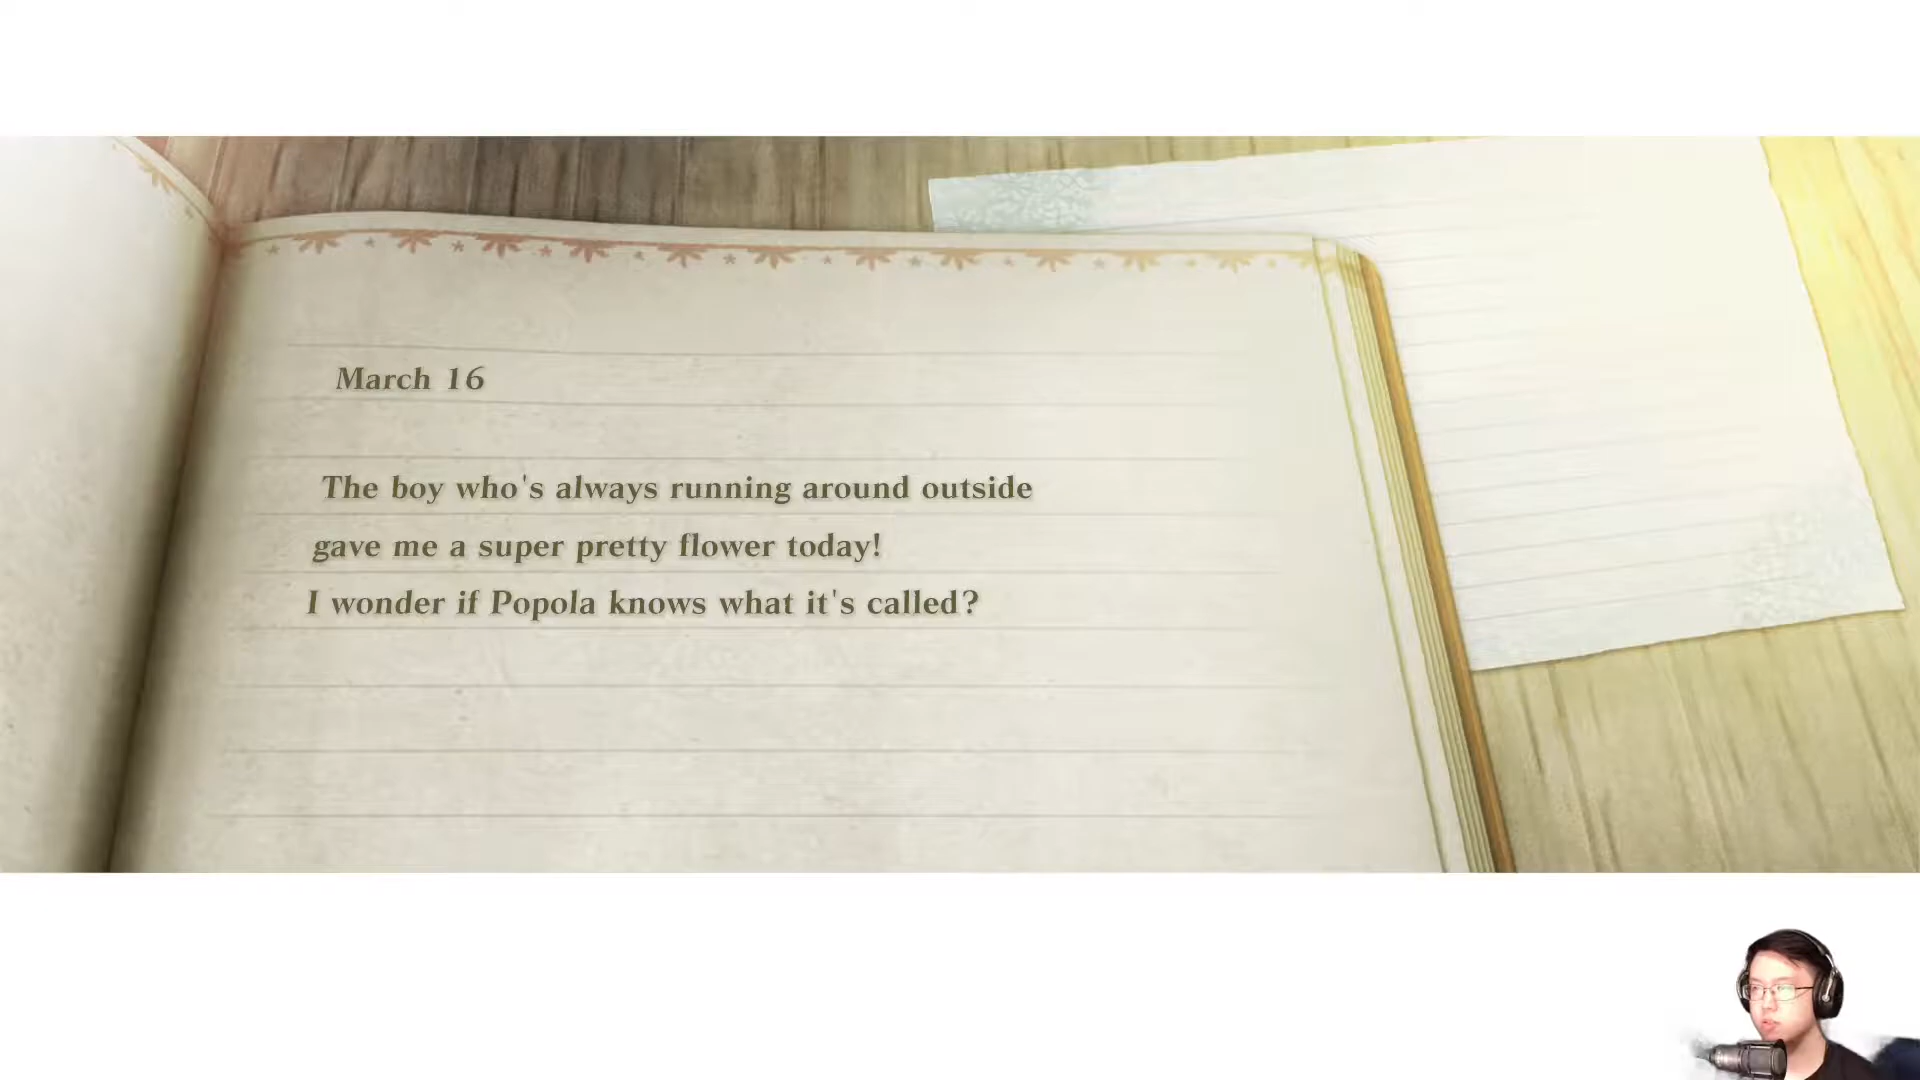 March 16
The boy who's always running around outside
gave me a super pretty flower today!
I wonder if Popola knows what it's called?